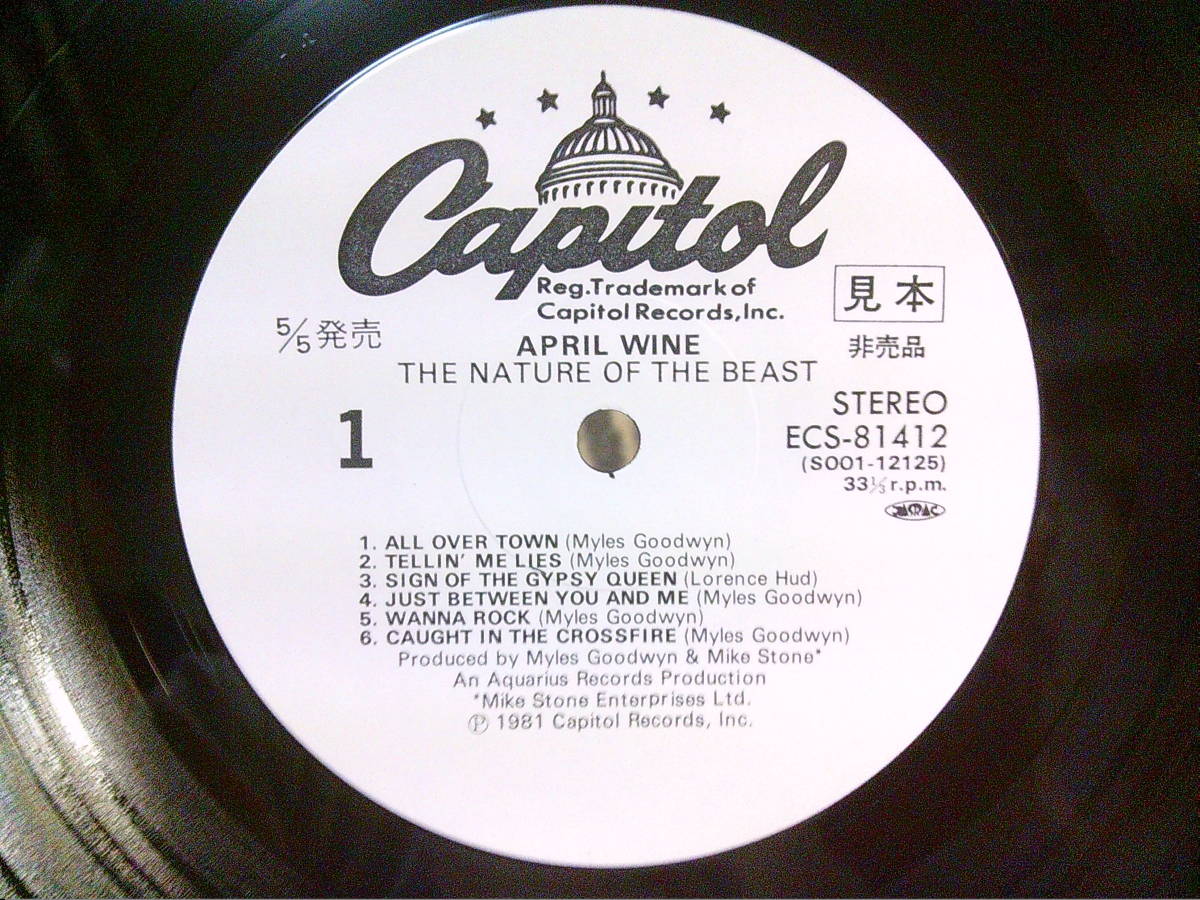 Capitol
Reg.Trademark of
Capitol Records,Inc.
見本
5/5発売
非売品
APRIL WINE
THE NATURE OF THE BEAST
1
STEREO
ECS-81412
(S001-12125)
33⅓ r.p.m.
JASRAC
1. ALL OVER TOWN (Myles Goodwyn)
2. TELLIN' ME LIES (Myles Goodwyn)
3. SIGN OF THE GYPSY QUEEN (Lorence Hud)
4. JUST BETWEEN YOU AND ME (Myles Goodwyn)
5. WANNA ROCK (Myles Goodwyn)
6. CAUGHT IN THE CROSSFIRE (Myles Goodwyn)
Produced by Myles Goodwyn & Mike Stone*
An Aquarius Records Production
*Mike Stone Enterprises Ltd.
Ⓟ 1981 Capitol Records, Inc.